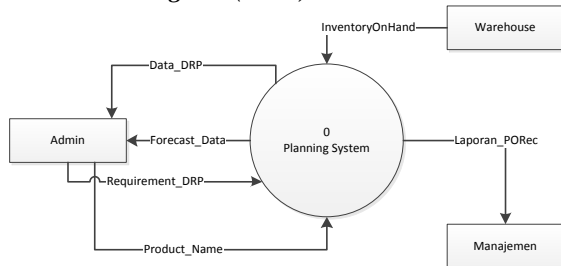 InventoryOnHand
Warehouse
Data_DRP
Admin
Forecast_Data
0
Planning System
Laporan_PORec
Requirement_DRP
Product_Name
Manajemen